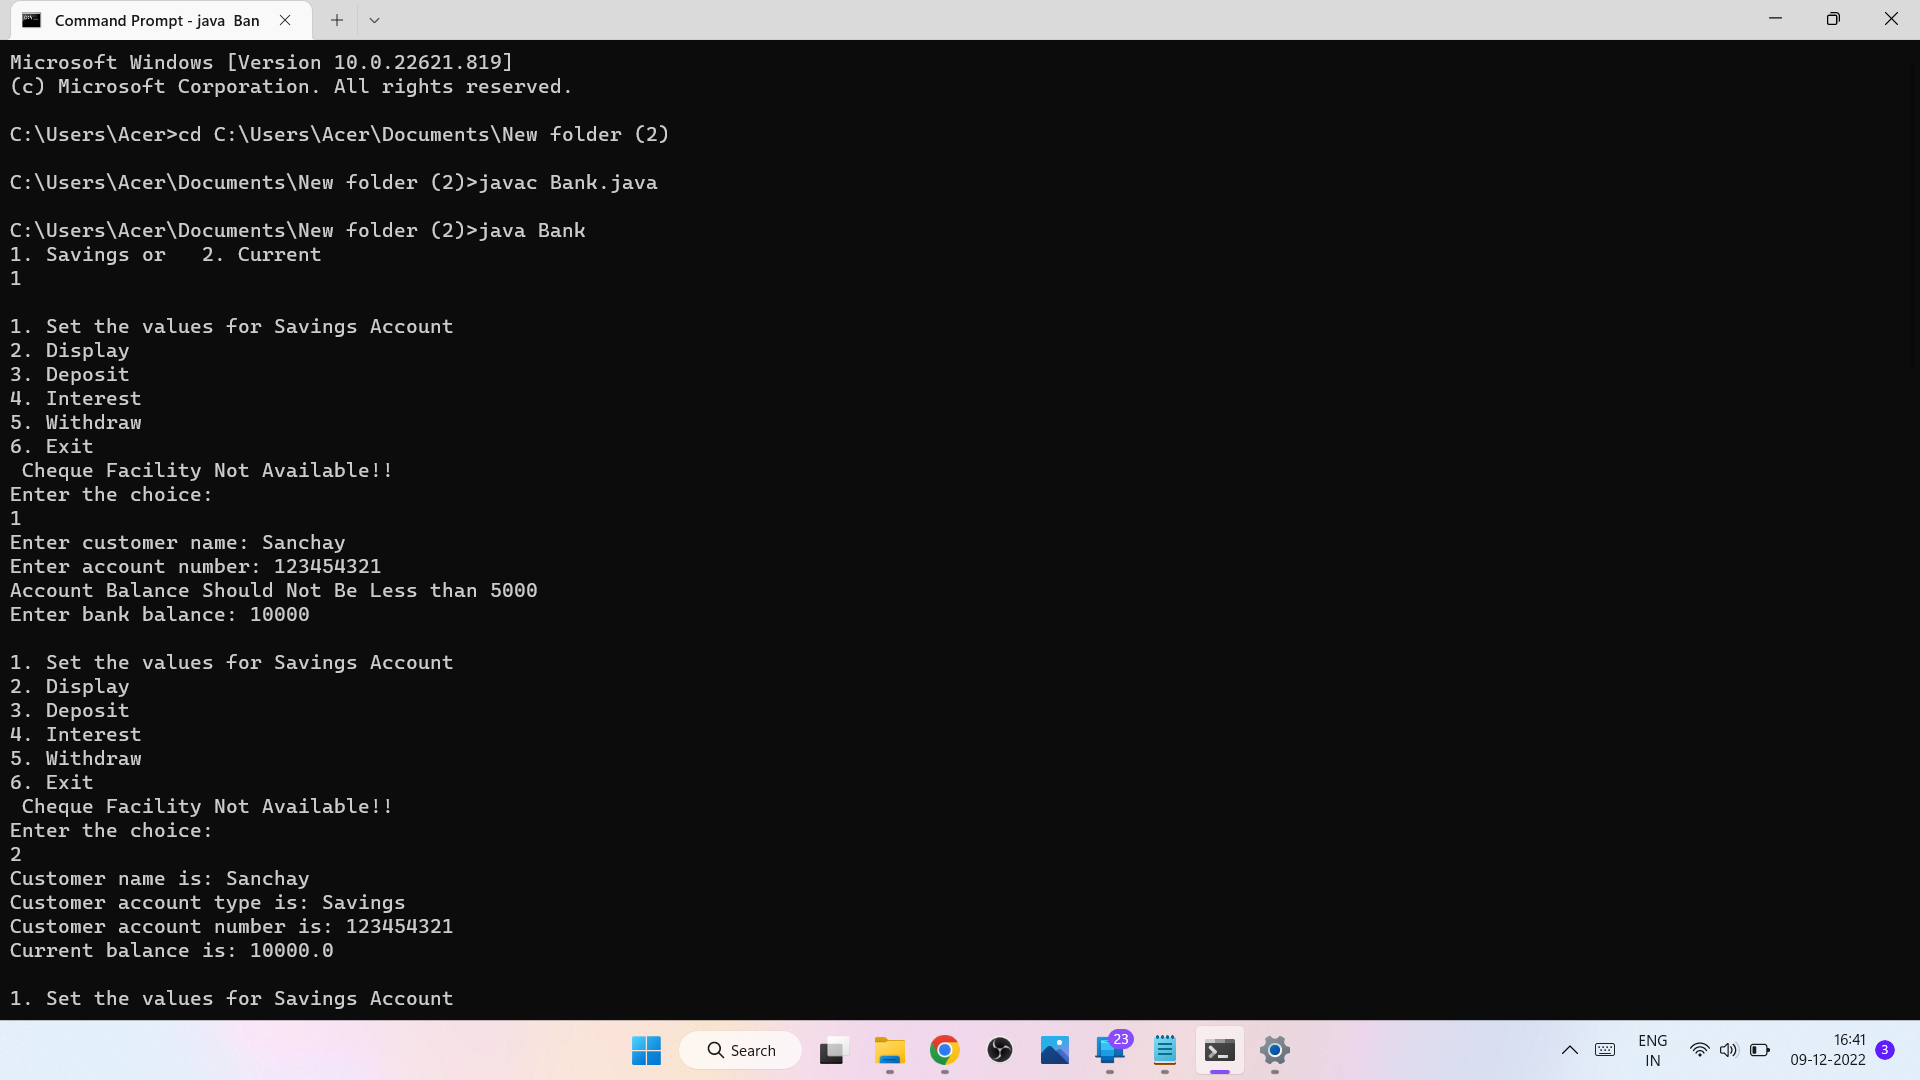 Command Prompt - java  Ban
Microsoft Windows [Version 10.0.22621.819]
(c) Microsoft Corporation. All rights reserved.
C:\Users\Acer>cd C:\Users\Acer\Documents\New folder (2)
C:\Users\Acer\Documents\New folder (2)>javac Bank.java
C:\Users\Acer\Documents\New folder (2)>java Bank
1. Savings or   2. Current
1
1. Set the values for Savings Account
2. Display
3. Deposit
4. Interest
5. Withdraw
6. Exit
 Cheque Facility Not Available!!
Enter the choice:
1
Enter customer name: Sanchay
Enter account number: 123454321
Account Balance Should Not Be Less than 5000
Enter bank balance: 10000
1. Set the values for Savings Account
2. Display
3. Deposit
4. Interest
5. Withdraw
6. Exit
 Cheque Facility Not Available!!
Enter the choice:
2
Customer name is: Sanchay
Customer account type is: Savings
Customer account number is: 123454321
Current balance is: 10000.0
1. Set the values for Savings Account
Search
23
ENG
IN
16:41
09-12-2022
3